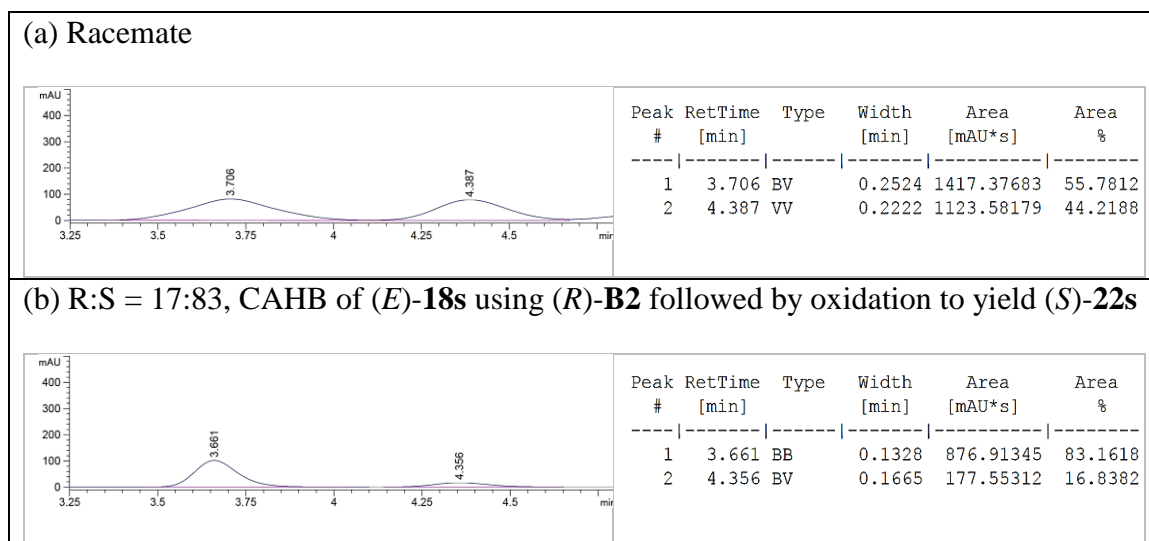 (a) Racemate
mAU
400
300
200
100
0
3.706
4.387
3.25 3.5 3.75 4 4.25 4.5 min
Peak RetTime Type Width Area Area
# [min] [min] [mAU*s] %
----|-------|------|-------|----------|--------
1 3.706 BV 0.2524 1417.37683 55.7812
2 4.387 VV 0.2222 1123.58179 44.2188
(b) R:S = 17:83, CAHB of (E)-18s using (R)-B2 followed by oxidation to yield (S)-22s
mAU
400
300
200
100
0
3.661
4.356
3.25 3.5 3.75 4 4.25 4.5 min
Peak RetTime Type Width Area Area
# [min] [min] [mAU*s] %
----|-------|------|-------|----------|--------
1 3.661 BB 0.1328 876.91345 83.1618
2 4.356 BV 0.1665 177.55312 16.8382